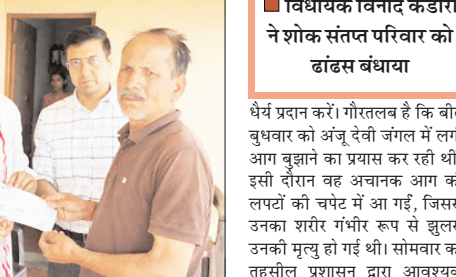 विधायक विनोद कंडारी
ने शोक संतप्त परिवार को
ढांढस बंधाया
धैर्य प्रदान करें। गौरतलब है कि बीते
बुधवार को अंजू देवी जंगल में लगी
आग बुझाने का प्रयास कर रही थी
इसी दौरान वह अचानक आग की
लपटों की चपेट में आ गईं, जिससे
उनका शरीर गंभीर रूप से झुलस
उनकी मृत्यु हो गई थी। सोमवार को
तहसील प्रशासन द्वारा आवश्यक